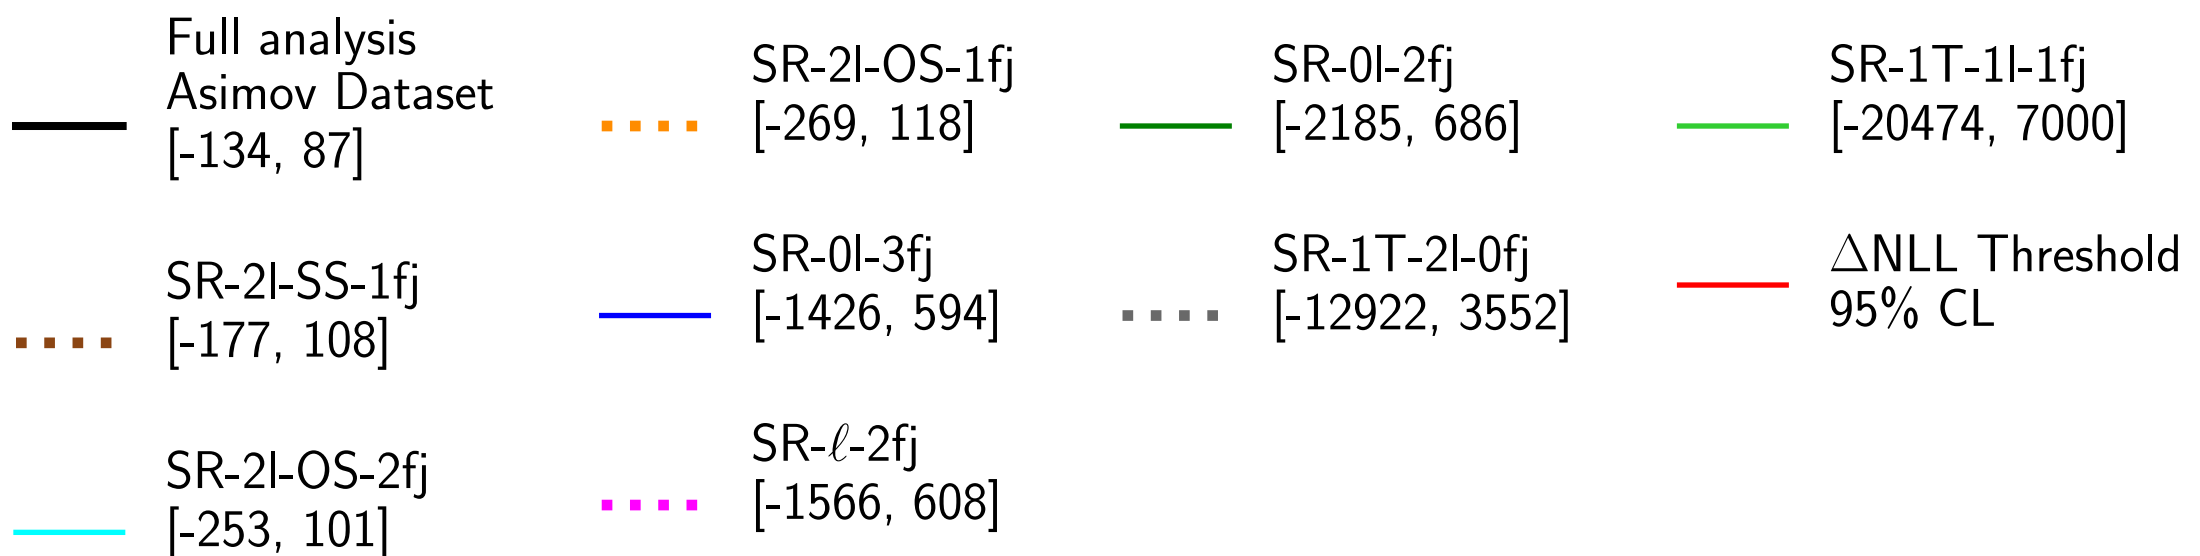 Full analysis
Asimov Dataset
[-134, 87]
SR-2l-SS-1fj
[-177, 108]
SR-2l-OS-2fj
[-253, 101]
SR-2l-OS-1fj
[-269, 118]
SR-0l-3fj
[-1426, 594]
SR-ℓ-2fj
[-1566, 608]
SR-0l-2fj
[-2185, 686]
SR-1T-2l-0fj
[-12922, 3552]
SR-1T-1l-1fj
[-20474, 7000]
△NLL Threshold
95% CL